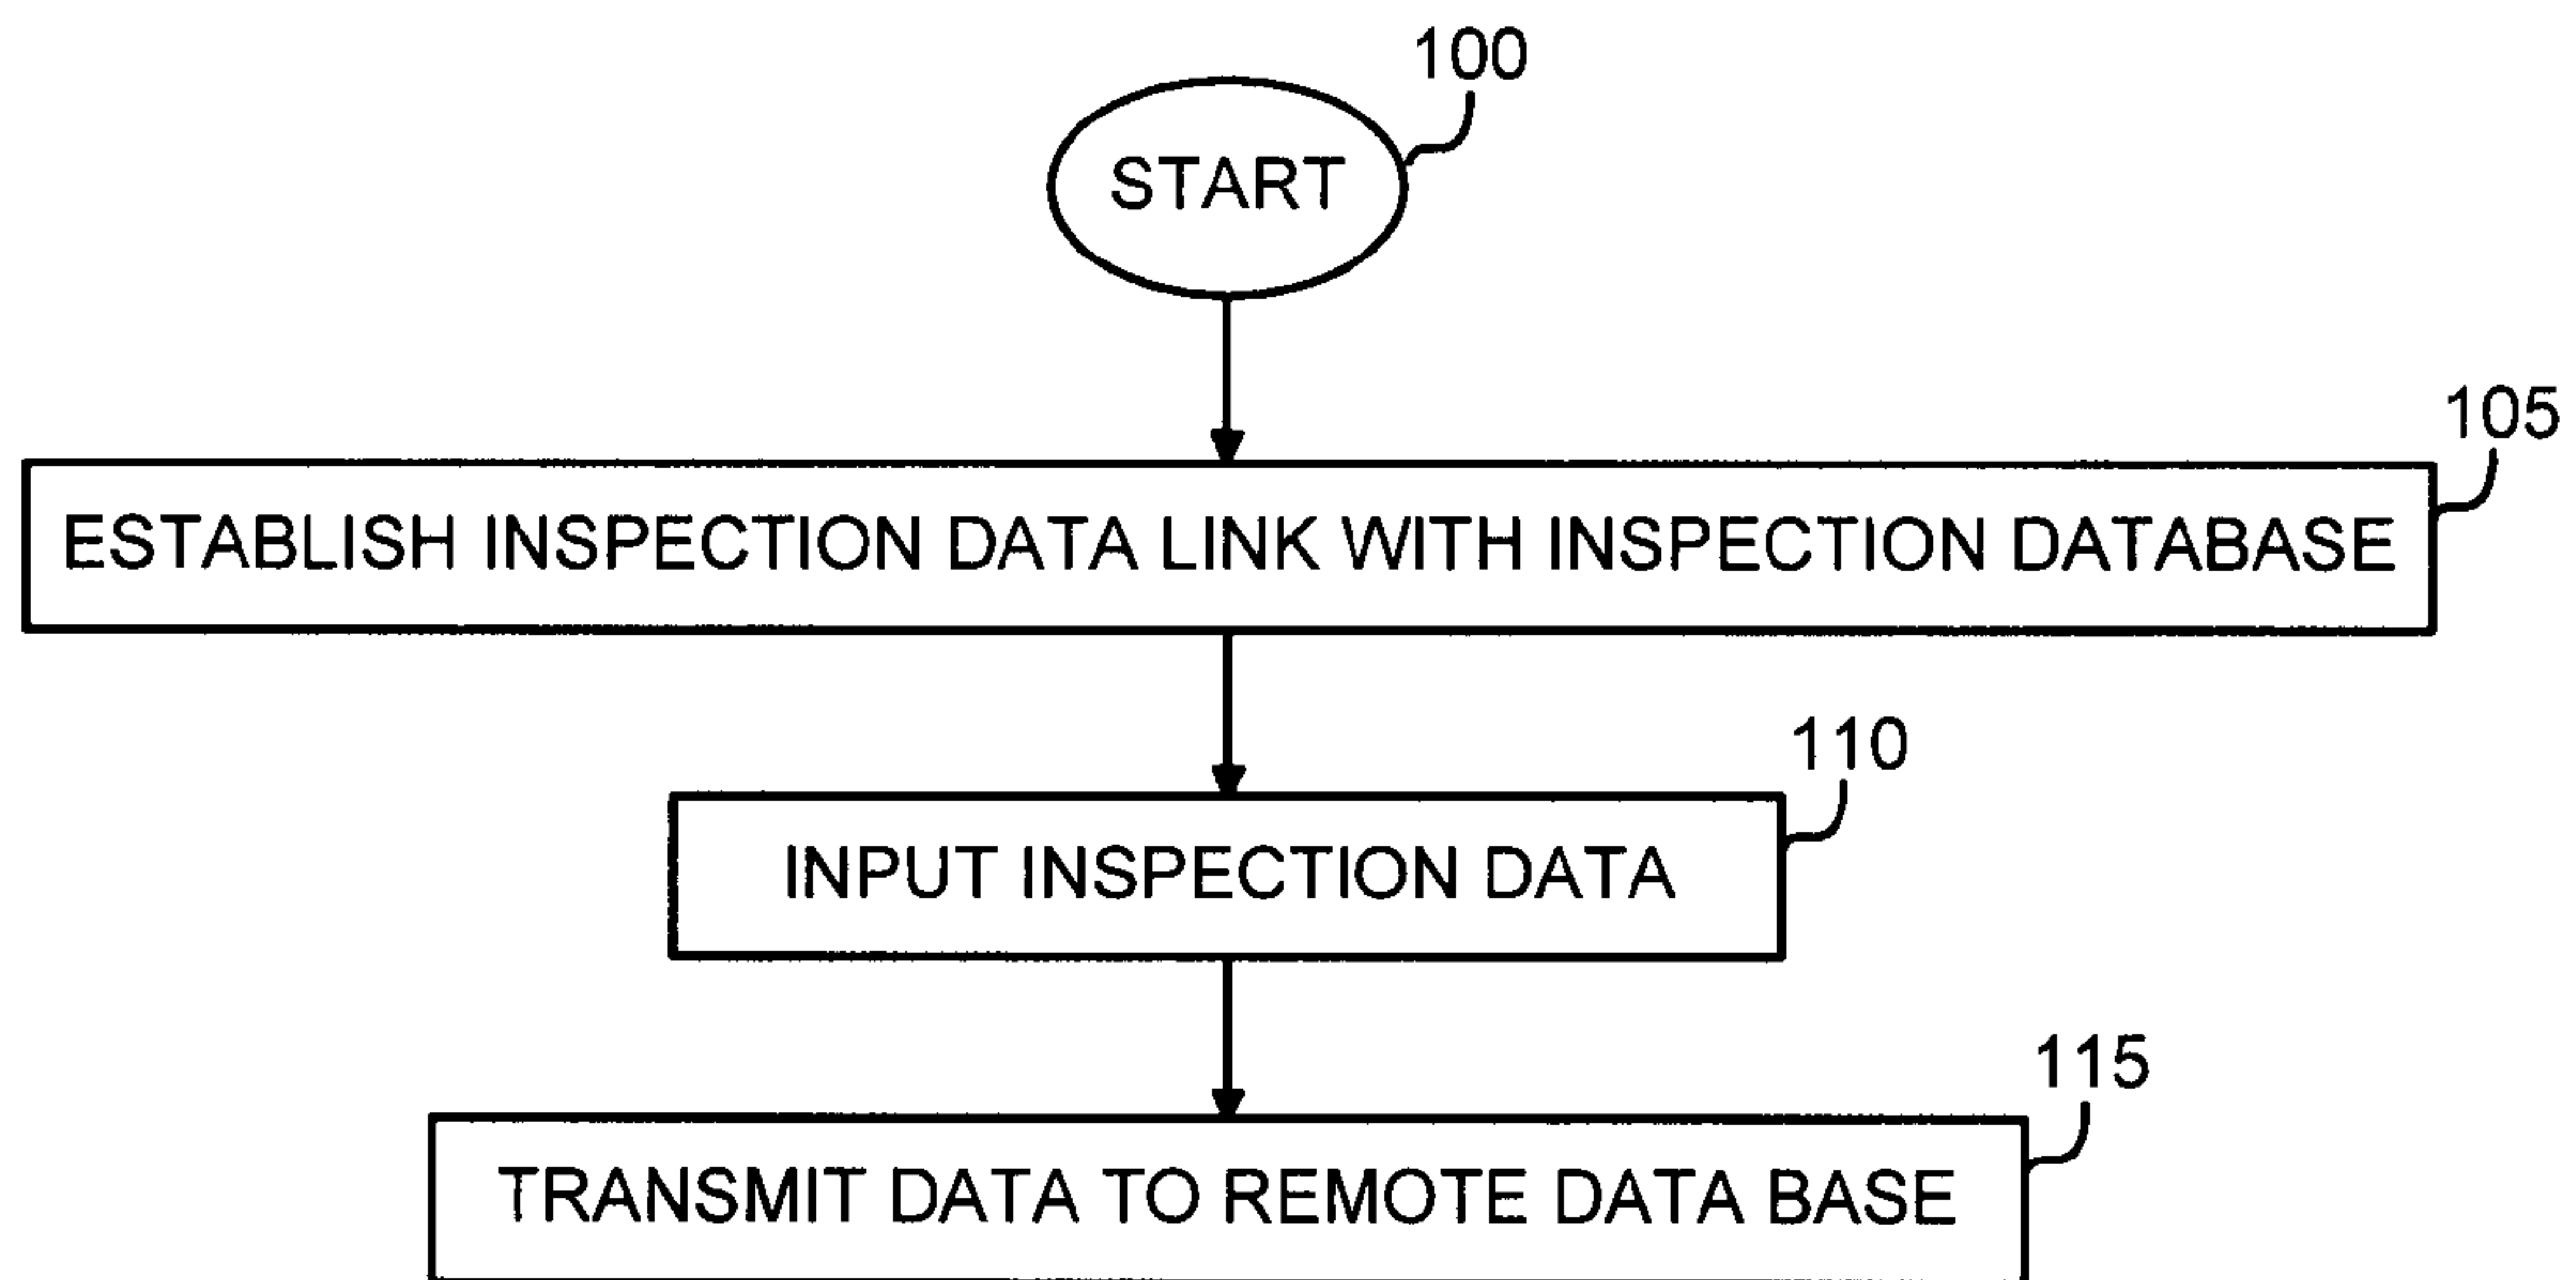 100
START
105
ESTABLISH INSPECTION DATA LINK WITH INSPECTION DATABASE
110
INPUT INSPECTION DATA
115
TRANSMIT DATA TO REMOTE DATA BASE